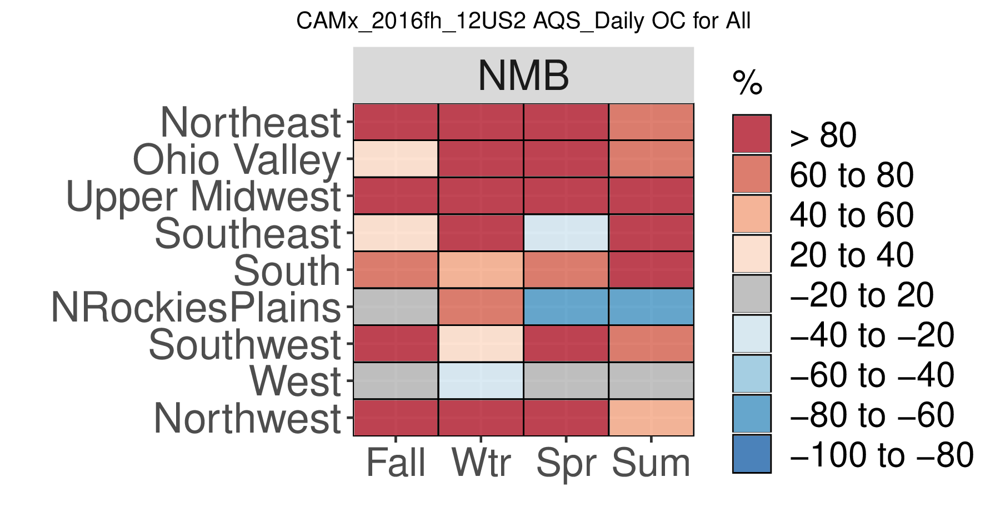 CAMx_2016fh_12US2 AQS_Daily OC for All
NMB
%
Northeast
Ohio Valley
Upper Midwest
Southeast
South
NRockiesPlains
Southwest
West
Northwest
Fall Wtr Spr Sum
> 80
60 to 80
40 to 60
20 to 40
−20 to 20
−40 to −20
−60 to −40
−80 to −60
−100 to −80